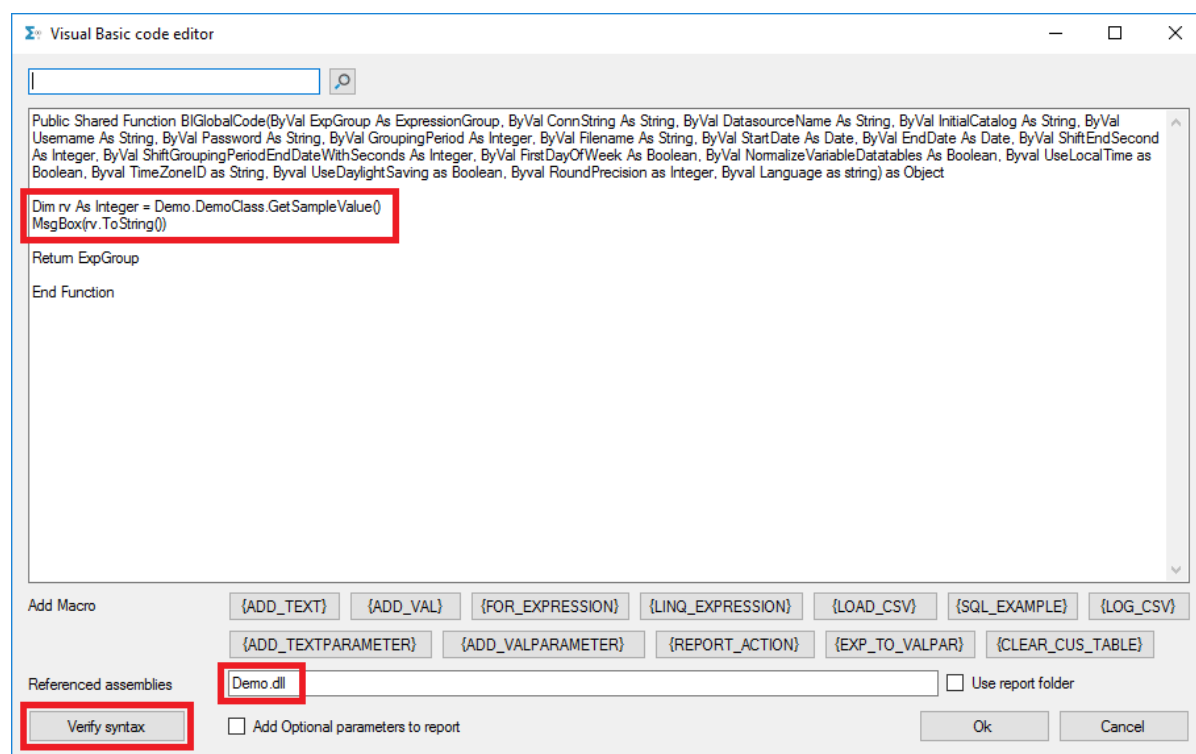 Visual Basic code editor
Public Shared Function BIGlobalCode(ByVal ExpGroup As ExpressionGroup, ByVal ConnString As String, ByVal DatasourceName As String, ByVal InitialCatalog As String, ByVal
Username As String, ByVal Password As String, ByVal GroupingPeriod As Integer, ByVal Filename As String, ByVal StartDate As Date, ByVal EndDate As Date, ByVal ShiftEndSecond
As Integer, ByVal ShiftGroupingPeriodEndDateWithSeconds As Integer, ByVal FirstDayOfWeek As Boolean, ByVal NormalizeVariableDatatables As Boolean, Byval UseLocalTime as
Boolean, Byval TimeZoneID as String, Byval UseDaylightSaving as Boolean, Byval RoundPrecision as Integer, Byval Language as string) as Object
Dim rv As Integer = Demo.DemoClass.GetSampleValue()
MsgBox(rv.ToString())
Return ExpGroup
End Function
Add Macro {ADD_TEXT} {ADD_VAL} {FOR_EXPRESSION} {LINQ_EXPRESSION} {LOAD_CSV} {SQL_EXAMPLE} {LOG_CSV}
{ADD_TEXTPARAMETER} {ADD_VALPARAMETER} {REPORT_ACTION} {EXP_TO_VALPAR} {CLEAR_CUS_TABLE}
Referenced assemblies Demo.dll Use report folder
Verify syntax Add Optional parameters to report Ok Cancel